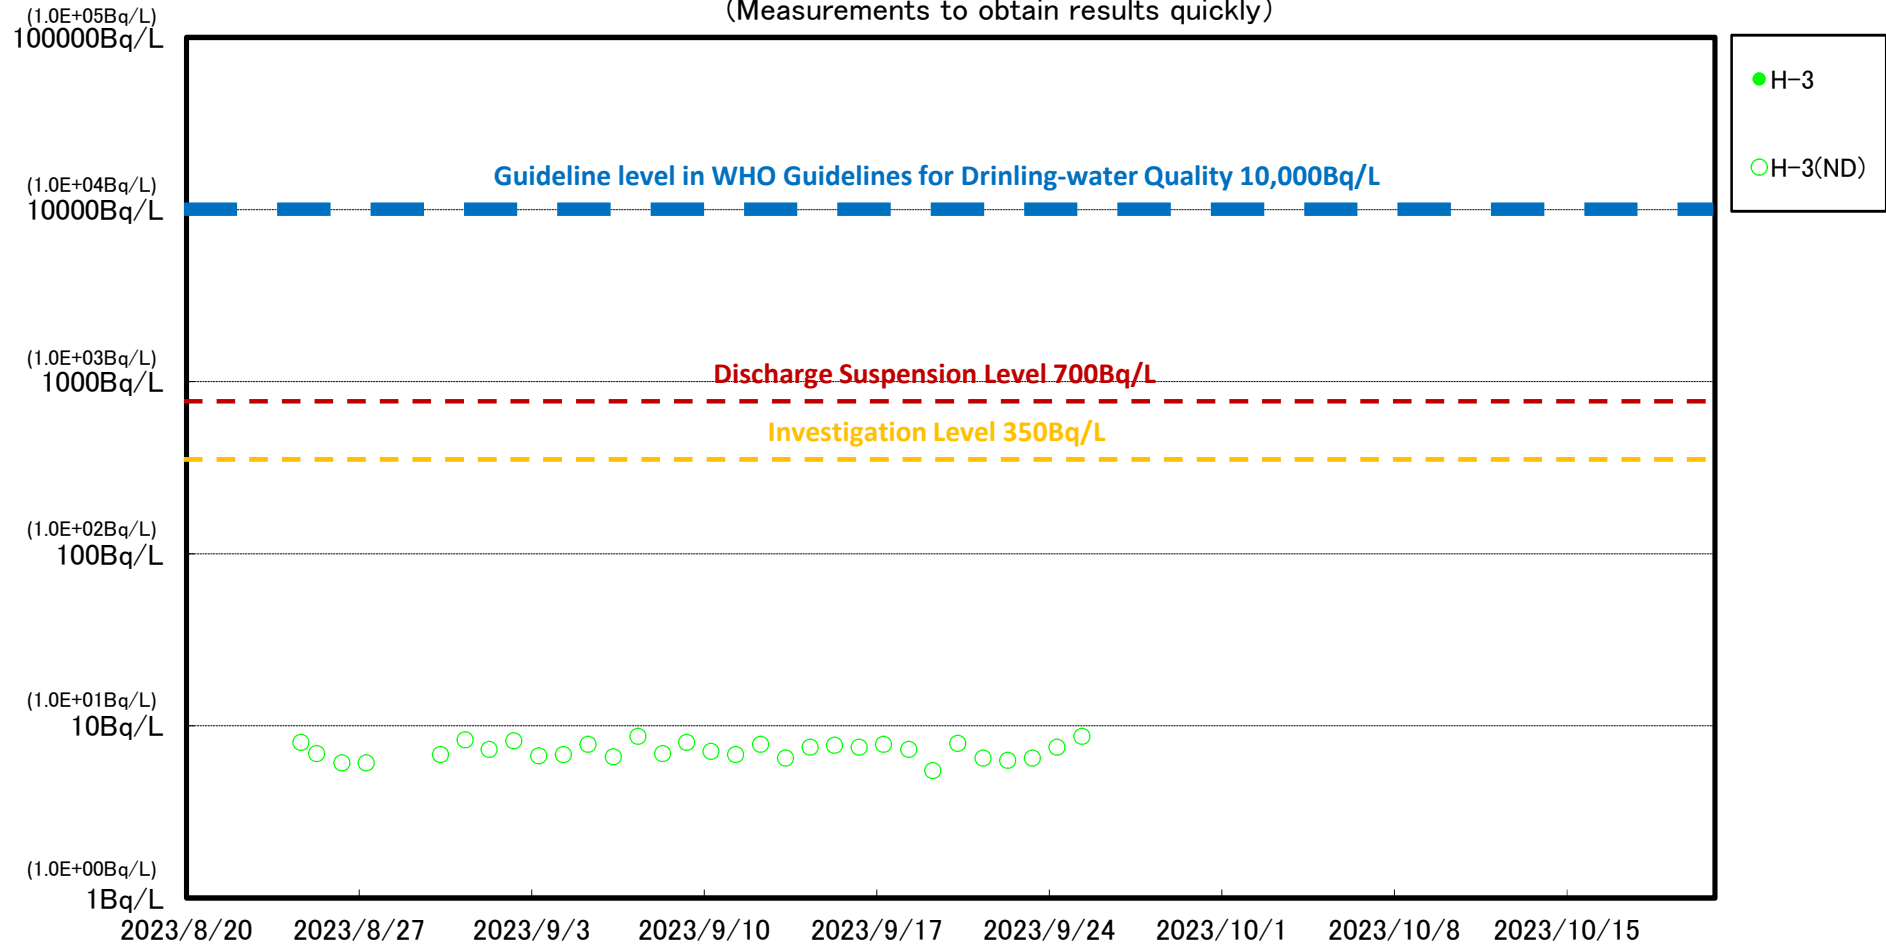 (Measurements to obtain results quickly)
(1.0E+05Bq/L)
100000Bq/L
H-3
H-3(ND)
Guideline level in WHO Guidelines for Drinling-water Quality 10,000Bq/L
(1.0E+04Bq/L)
10000Bq/L
(1.0E+03Bq/L)
1000Bq/L
Discharge Suspension Level 700Bq/L
Investigation Level 350Bq/L
(1.0E+02Bq/L)
100Bq/L
(1.0E+01Bq/L)
10Bq/L
(1.0E+00Bq/L)
1Bq/L
2023/8/20 2023/8/27 2023/9/3 2023/9/10 2023/9/17 2023/9/24 2023/10/1 2023/10/8 2023/10/15